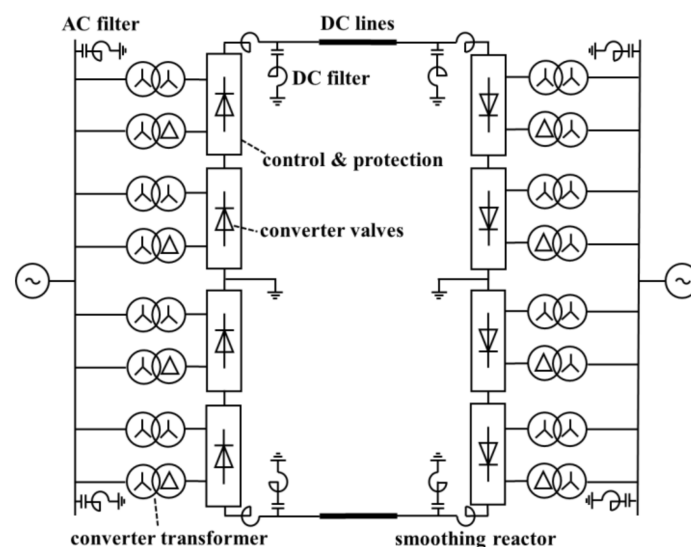 AC filter
DC lines
DC filter
control & protection
converter valves
converter transformer
smoothing reactor